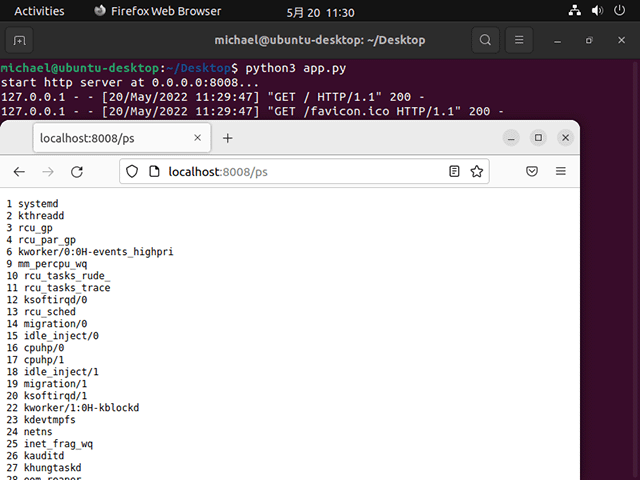 Activities Firefox Web Browser 5月 20 11:30
michael@ubuntu-desktop: ~/Desktop
michael@ubuntu-desktop:~/Desktop$ python3 app.py
start http server at 0.0.0.0:8008...
127.0.0.1 - - [20/May/2022 11:29:47] "GET / HTTP/1.1" 200 -
127.0.0.1 - - [20/May/2022 11:29:47] "GET /favicon.ico HTTP/1.1" 200 -
localhost:8008/ps
localhost:8008/ps
1 systemd
2 kthreadd
3 rcu_gp
4 rcu_par_gp
6 kworker/0:0H-events_highpri
9 mm_percpu_wq
10 rcu_tasks_rude_
11 rcu_tasks_trace
12 ksoftirqd/0
13 rcu_sched
14 migration/0
15 idle_inject/0
16 cpuhp/0
17 cpuhp/1
18 idle_inject/1
19 migration/1
20 ksoftirqd/1
22 kworker/1:0H-kblockd
23 kdevtmpfs
24 netns
25 inet_frag_wq
26 kauditd
27 khungtaskd
28 oom_reaper